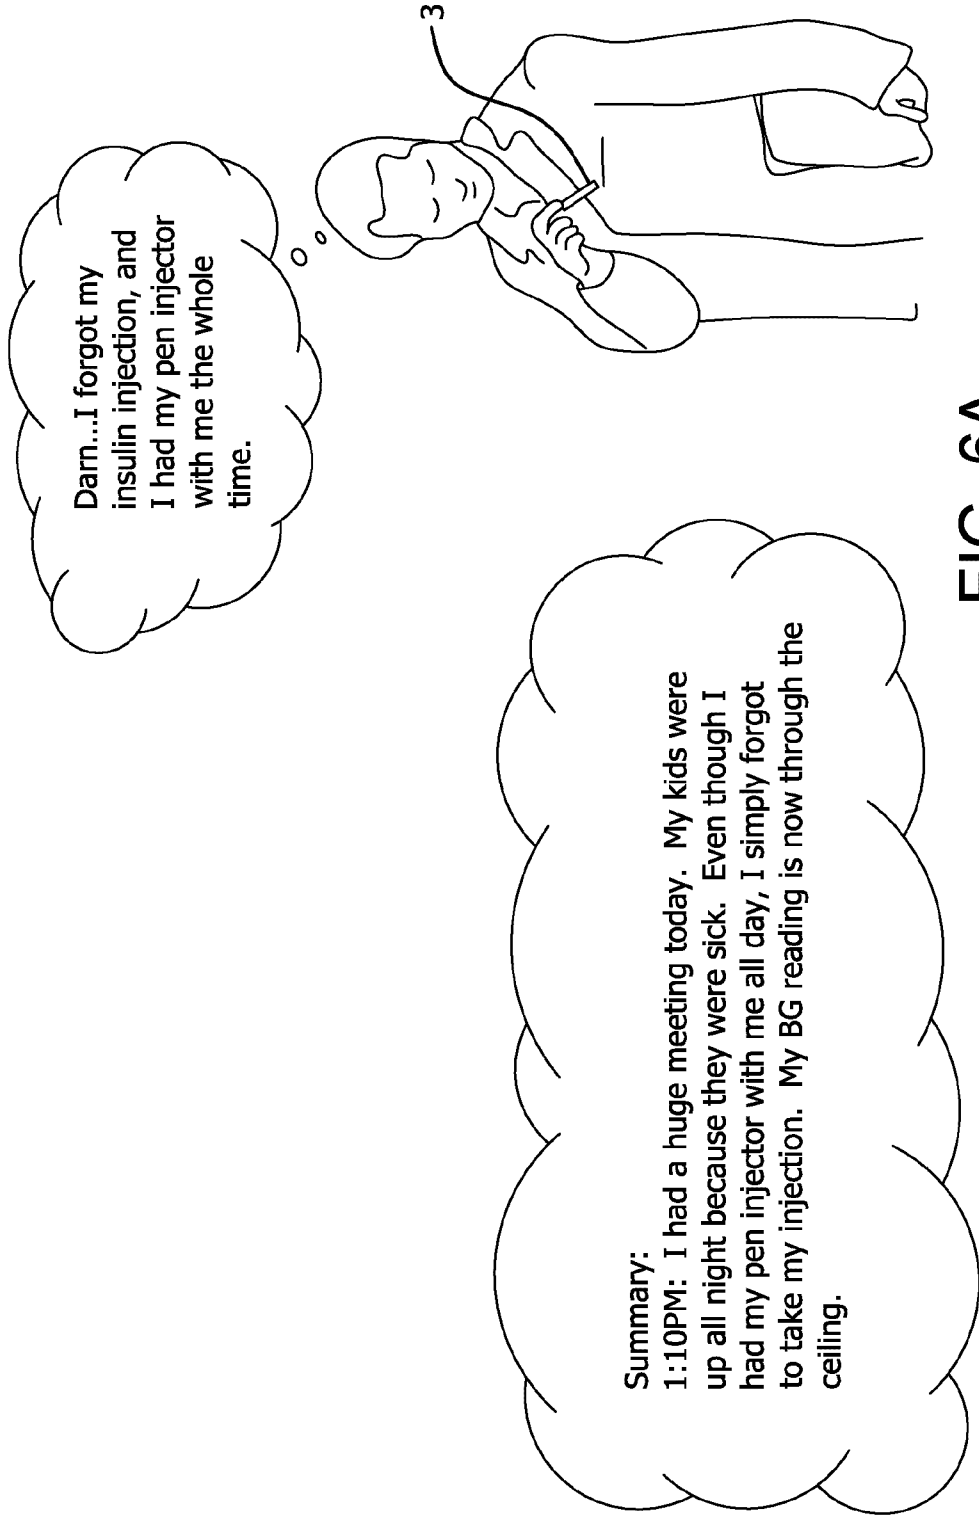 Darn...I forgot my
insulin injection, and
I had my pen injector
with me the whole
time.
3
Summary:
1:10PM: I had a huge meeting today. My kids were
up all night because they were sick. Even though I
had my pen injector with me all day, I simply forgot
to take my injection. My BG reading is now through the
ceiling.
FIG. 6A